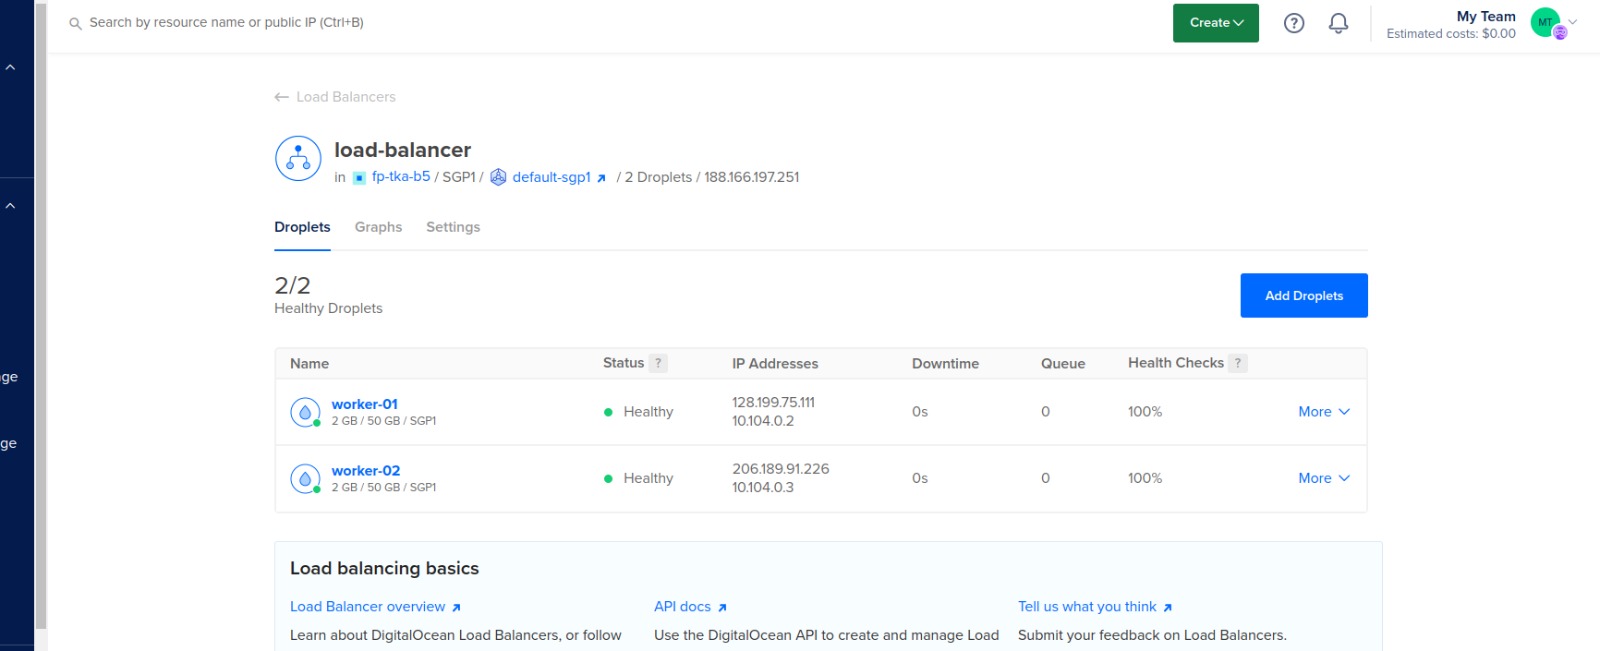 Search by resource name or public IP (Ctrl+B)
Create
?
My Team
Estimated costs: $0.00
MT
← Load Balancers
load-balancer
in fp-tka-b5 / SGP1 / default-sgp1 / 2 Droplets / 188.166.197.251
Droplets Graphs Settings
2/2
Healthy Droplets
Add Droplets
Name Status ? IP Addresses Downtime Queue Health Checks ?
worker-01
2 GB / 50 GB / SGP1
Healthy
128.199.75.111
10.104.0.2
0s
0
100%
More
worker-02
2 GB / 50 GB / SGP1
Healthy
206.189.91.226
10.104.0.3
0s
0
100%
More
ge
Load balancing basics
Load Balancer overview
Learn about DigitalOcean Load Balancers, or follow
API docs
Use the DigitalOcean API to create and manage Load
Tell us what you think
Submit your feedback on Load Balancers.